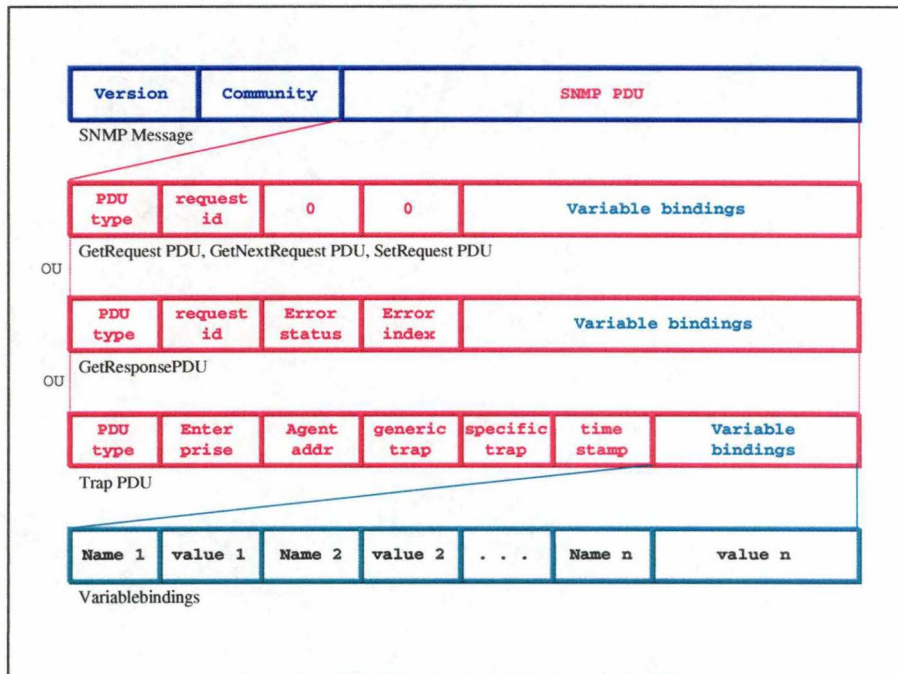 Version Community SNMP PDU
SNMP Message
PDU type request id 0 0 Variable bindings
GetRequest PDU, GetNextRequest PDU, SetRequest PDU
OU
PDU type request id Error status Error index Variable bindings
GetResponsePDU
OU
PDU type Enter prise Agent addr generic trap specific trap time stamp Variable bindings
Trap PDU
Name 1 value 1 Name 2 value 2 . . . Name n value n
Variablebindings